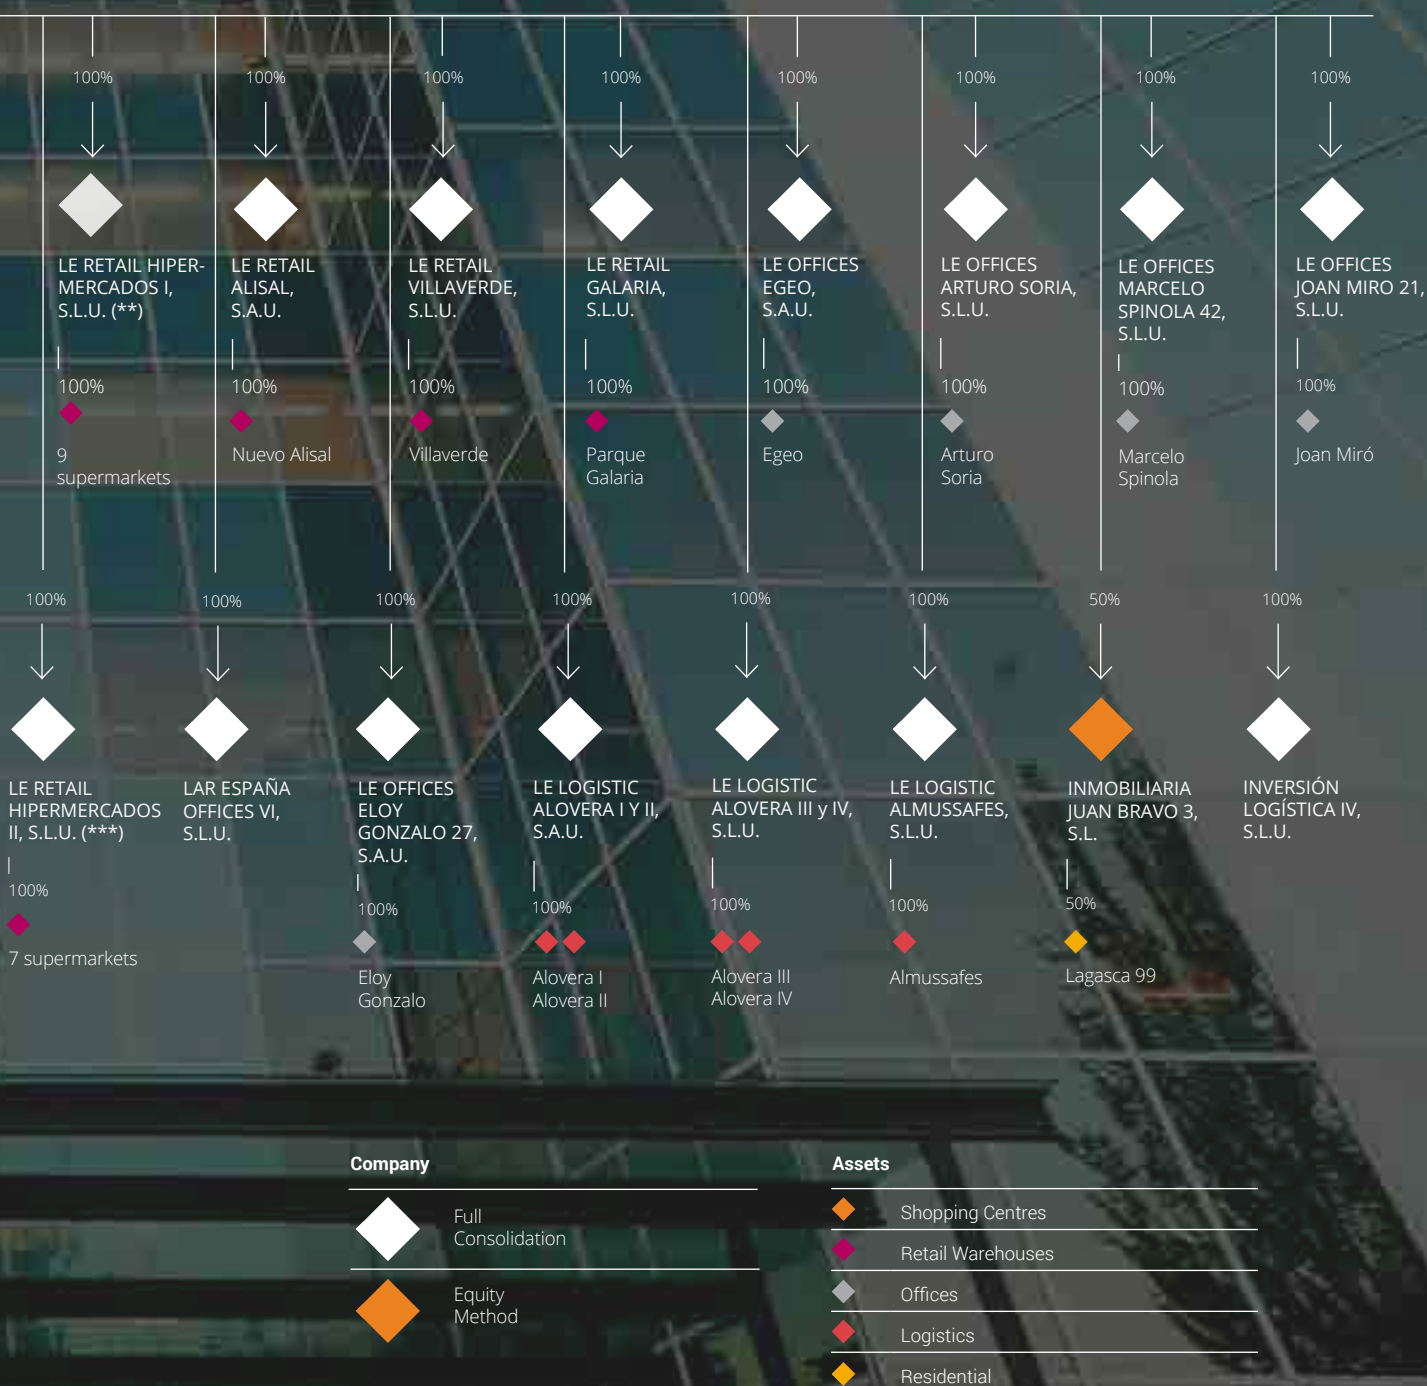 100% 100% 100% 100% 100% 100% 100% 100%
LE RETAIL HIPER-
MERCADOS I,
S.L.U. (**)
100%
9
supermarkets
LE RETAIL
ALISAL,
S.A.U.
100%
Nuevo Alisal
LE RETAIL
VILLAVERDE,
S.L.U.
100%
Villaverde
LE RETAIL
GALARIA,
S.L.U.
100%
Parque
Galaria
LE OFFICES
EGEO,
S.A.U.
100%
Egeo
LE OFFICES
ARTURO SORIA,
S.L.U.
100%
Arturo
Soria
LE OFFICES
MARCELO
SPINOLA 42,
S.L.U.
100%
Marcelo
Spinola
LE OFFICES
JOAN MIRO 21,
S.L.U.
100%
Joan Miró
100% 100% 100% 100% 100% 100% 50% 100%
LE RETAIL
HIPERMERCADOS
II, S.L.U. (***)
100%
7 supermarkets
LAR ESPAÑA
OFFICES VI,
S.L.U.
LE OFFICES
ELOY
GONZALO 27,
S.A.U.
100%
Eloy
Gonzalo
LE LOGISTIC
ALOVERA I Y II,
S.A.U.
100%
Alovera I
Alovera II
LE LOGISTIC
ALOVERA III y IV,
S.L.U.
100%
Alovera III
Alovera IV
LE LOGISTIC
ALMUSSAFES,
S.L.U.
100%
Almussafes
INMOBILIARIA
JUAN BRAVO 3,
S.L.
50%
Lagasca 99
INVERSIÓN
LOGÍSTICA IV,
S.L.U.
Company
Full
Consolidation
Equity
Method
Assets
Shopping Centres
Retail Warehouses
Offices
Logistics
Residential